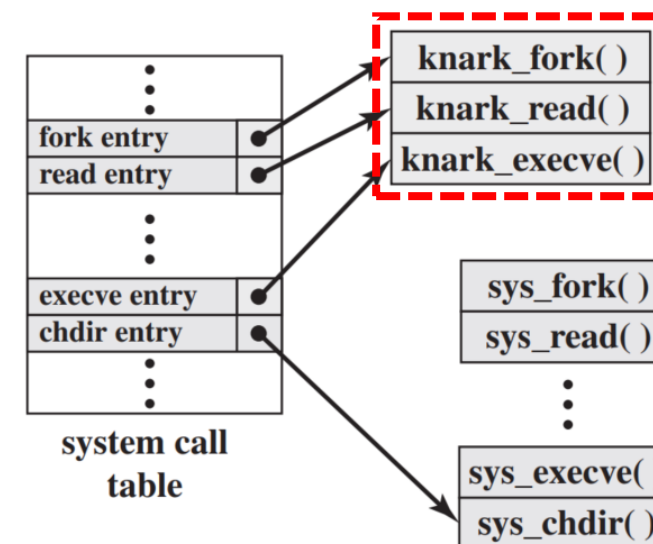 knark_fork( )
knark_read( )
knark_execve( )
fork entry
read entry
execve entry
chdir entry
system call
table
sys_fork( )
sys_read( )
sys_execve(
sys_chdir( )